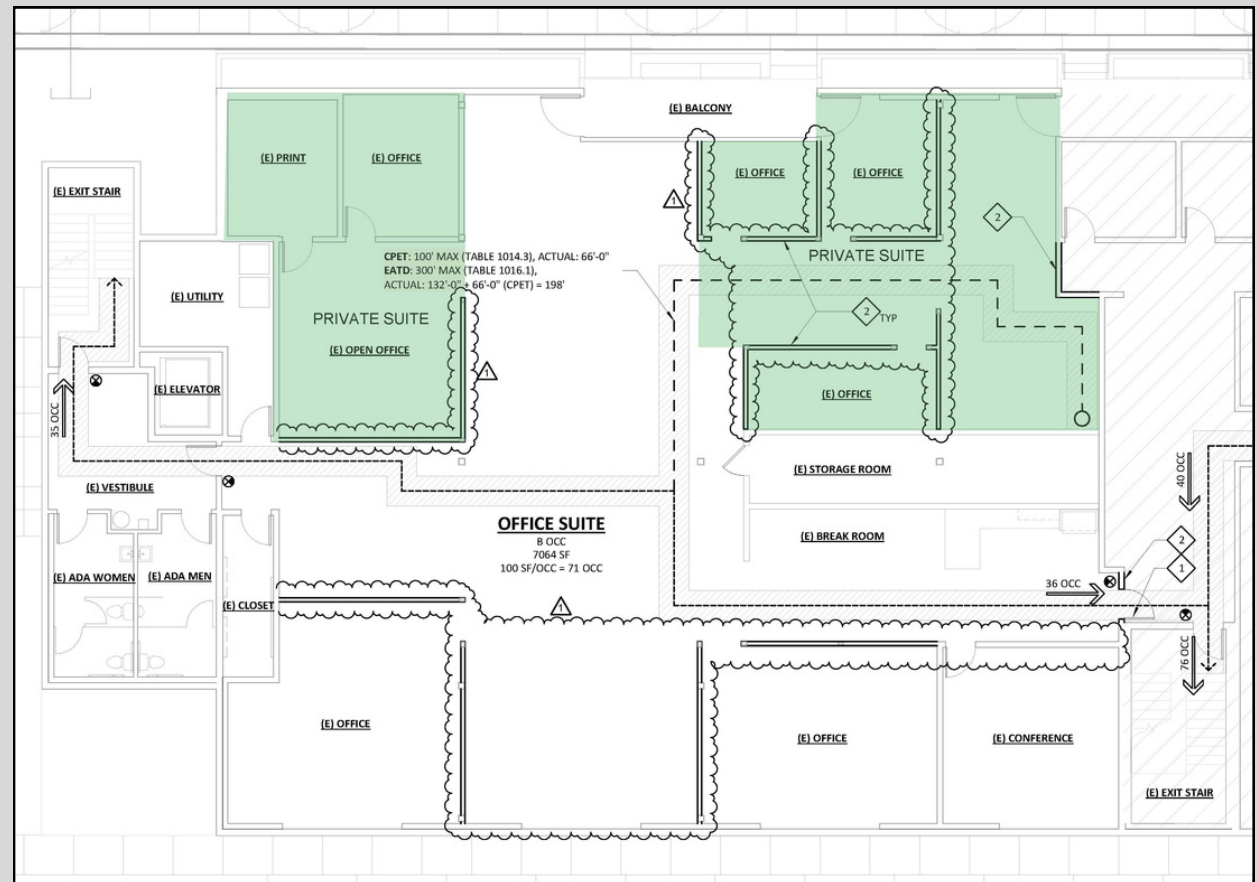 (E) BALCONY
(E) PRINT
(E) OFFICE
(E) OFFICE
(E) OFFICE
(E) EXIT STAIR
1
2
CPET: 100' MAX (TABLE 1014.3), ACTUAL: 66'-0"
EATD: 300' MAX (TABLE 1016.1),
ACTUAL: 132'-0" + 66'-0" (CPET) = 198'
PRIVATE SUITE
(E) UTILITY
PRIVATE SUITE
2 TYP
(E) OPEN OFFICE
1
(E) ELEVATOR
(E) OFFICE
35 OCC
(E) STORAGE ROOM
40 OCC
(E) VESTIBULE
OFFICE SUITE
B OCC
7064 SF
100 SF/OCC = 71 OCC
(E) BREAK ROOM
2
1
(E) ADA WOMEN
(E) ADA MEN
36 OCC
(E) CLOSET
1
76 OCC
(E) OFFICE
(E) OFFICE
(E) CONFERENCE
(E) EXIT STAIR